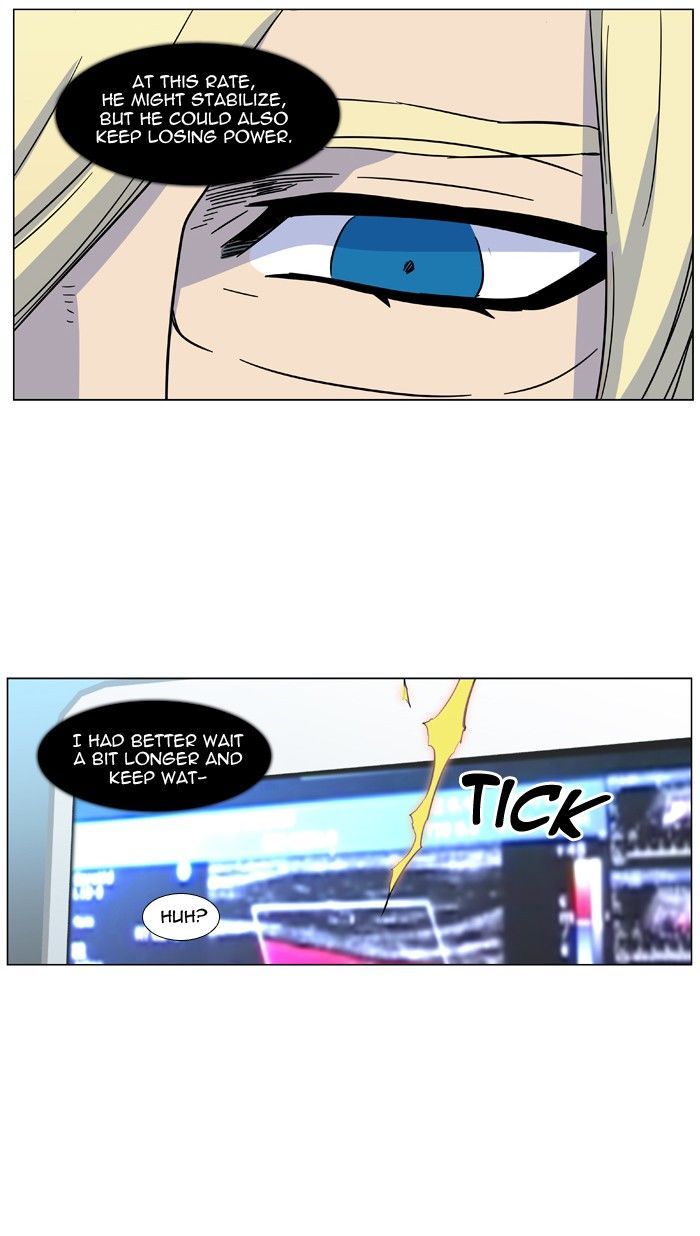 AT THIS RATE,
HE MIGHT STABILIZE,
BUT HE COULD ALSO
KEEP LOSING POWER.
I HAD BETTER WAIT
A BIT LONGER AND
KEEP WAT-
TICK
HUH?